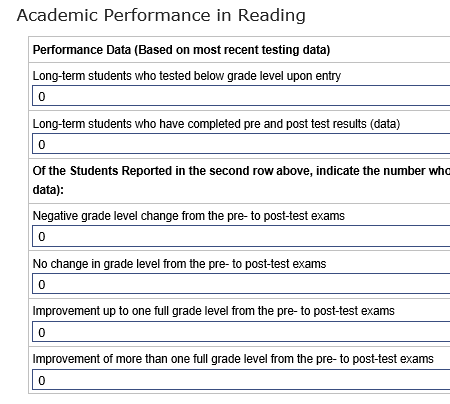 Academic Performance in Reading
Performance Data (Based on most recent testing data)
Long-term students who tested below grade level upon entry
0
Long-term students who have completed pre and post test results (data)
0
Of the Students Reported in the second row above, indicate the number who
data):
Negative grade level change from the pre- to post-test exams
0
No change in grade level from the pre- to post-test exams
0
Improvement up to one full grade level from the pre- to post-test exams
0
Improvement of more than one full grade level from the pre- to post-test exams
0